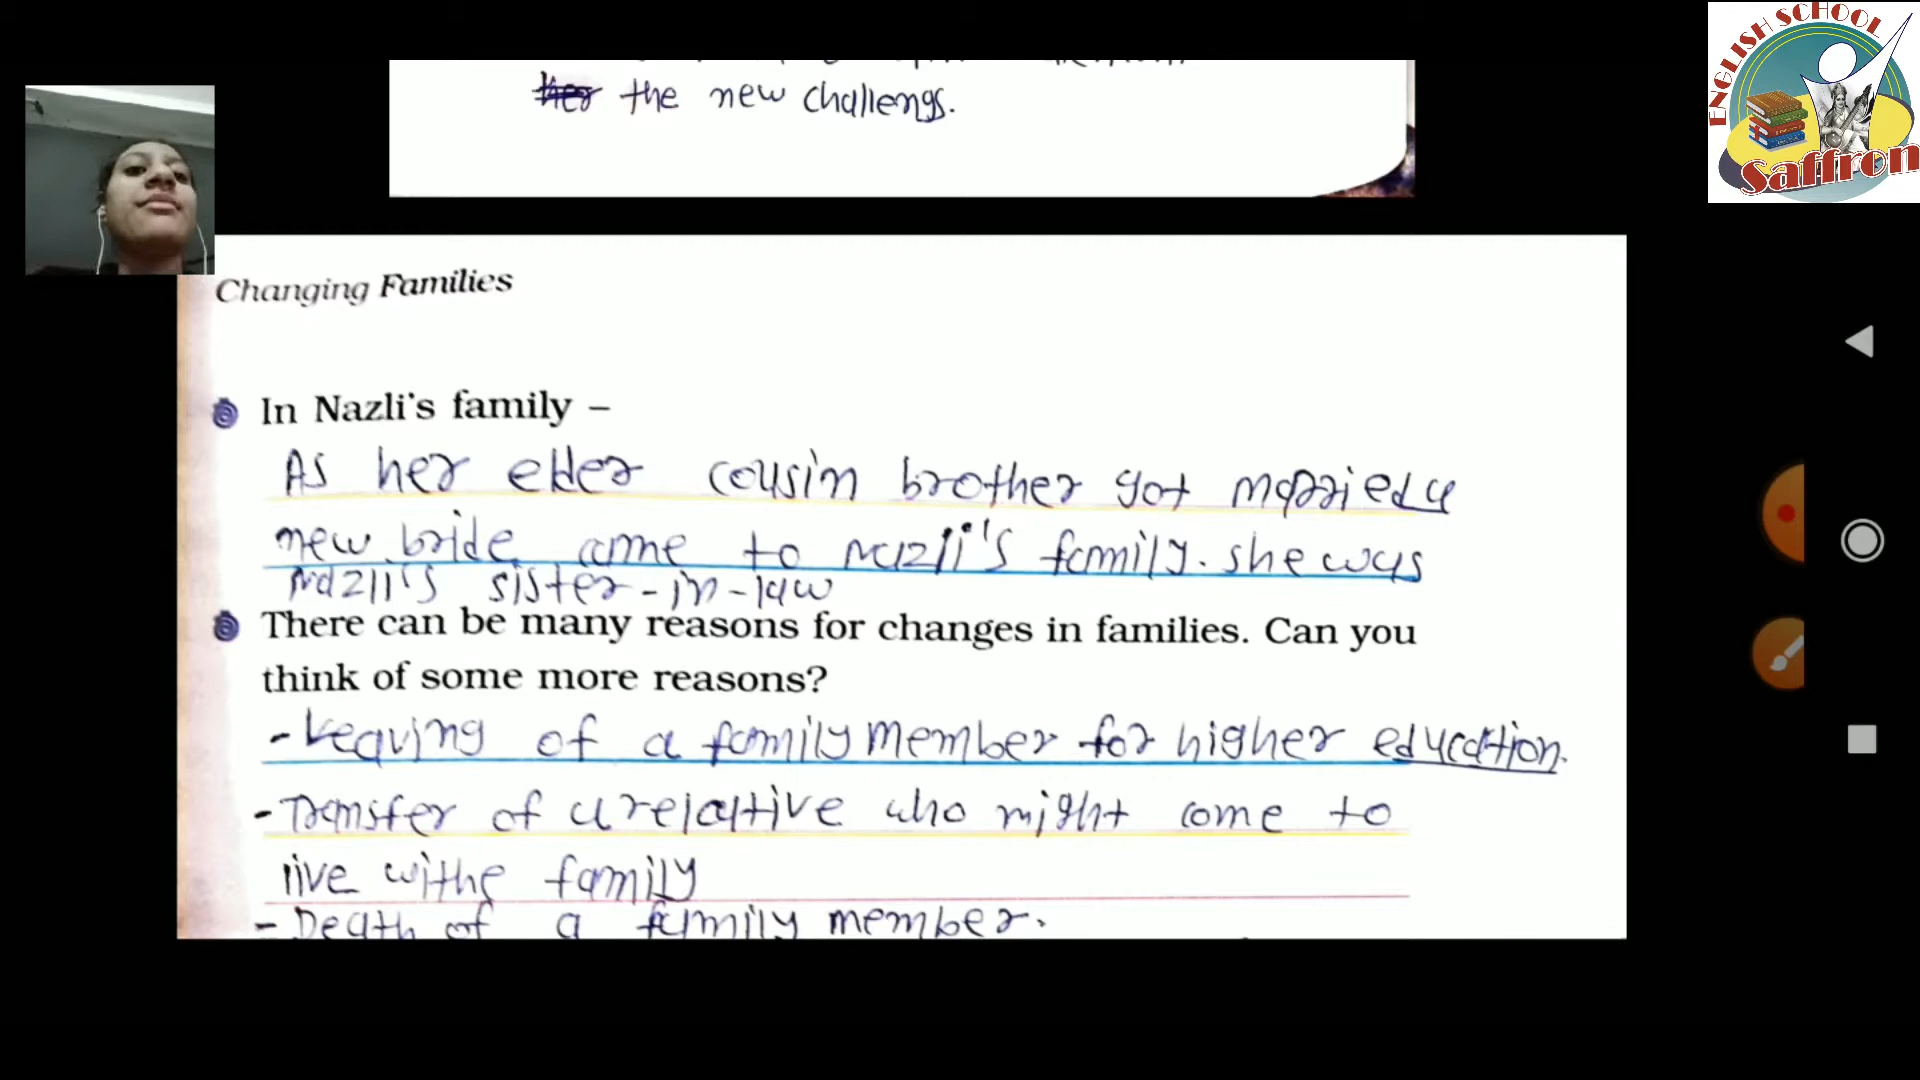 ENGLISH SCHOOL
Saffron
her the new challengs.
Changing Families
In Nazli's family –
As her elder cousin brother got married a
new bride came to Nazli's family. she was
Nazli's sister-in-law
There can be many reasons for changes in families. Can you
think of some more reasons?
- Leaving of a family member for higher education.
- Transfer of a relative who might come to
live withe family
- Death of a family member.